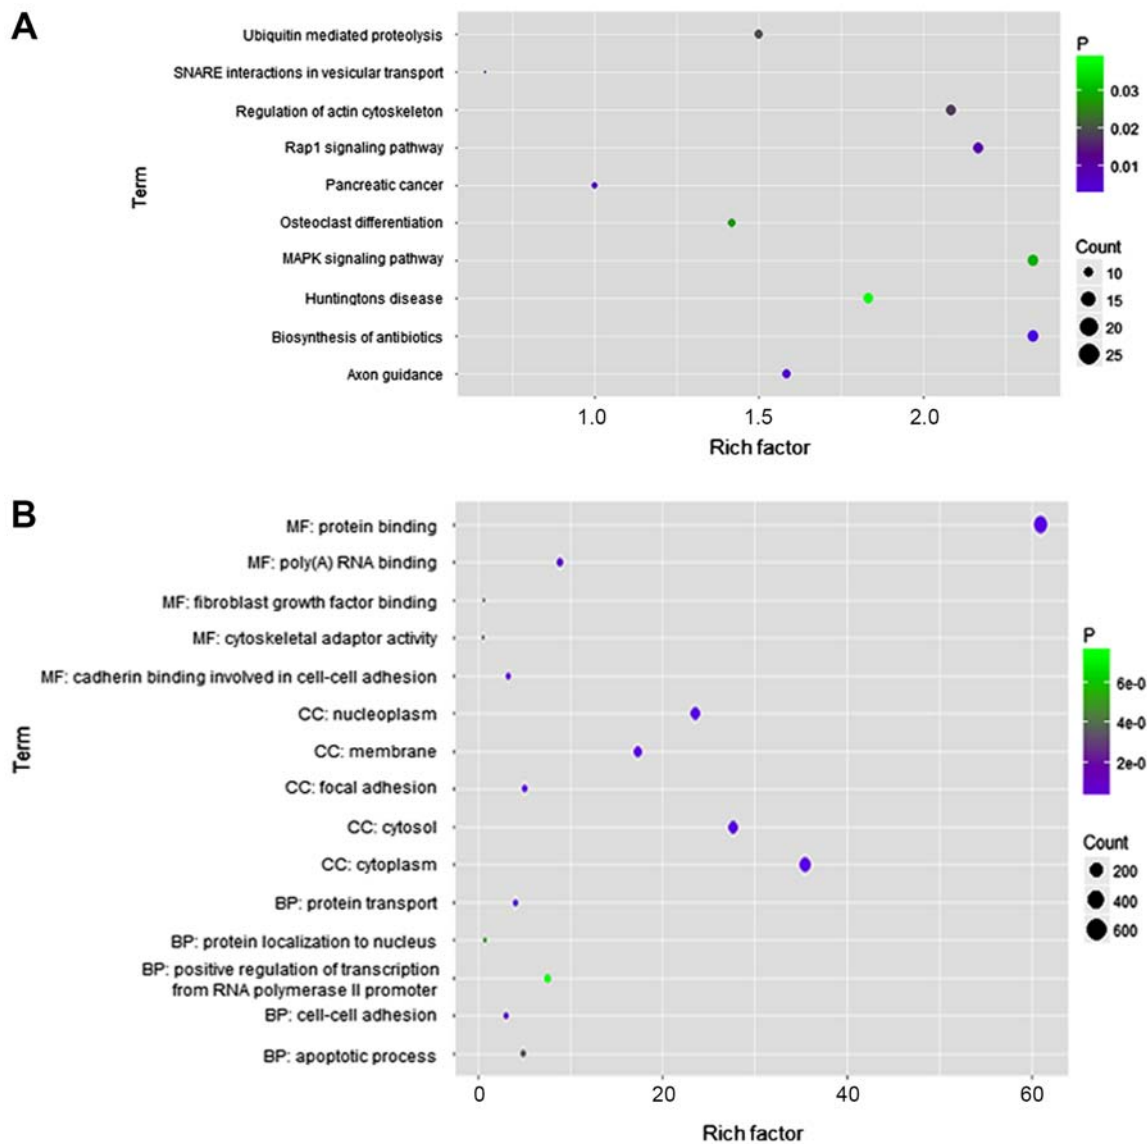 A
Ubiquitin mediated proteolysis
SNARE interactions in vesicular transport
Regulation of actin cytoskeleton
Rap1 signaling pathway
Pancreatic cancer
Osteoclast differentiation
MAPK signaling pathway
Huntingtons disease
Biosynthesis of antibiotics
Axon guidance
Term
1.0 1.5 2.0
Rich factor
P
0.03
0.02
0.01
Count
10
15
20
25
B
MF: protein binding
MF: poly(A) RNA binding
MF: fibroblast growth factor binding
MF: cytoskeletal adaptor activity
MF: cadherin binding involved in cell-cell adhesion
CC: nucleoplasm
CC: membrane
CC: focal adhesion
CC: cytosol
CC: cytoplasm
BP: protein transport
BP: protein localization to nucleus
BP: positive regulation of transcription
from RNA polymerase II promoter
BP: cell-cell adhesion
BP: apoptotic process
Term
0 20 40 60
Rich factor
P
6e-0
4e-0
2e-0
Count
200
400
600